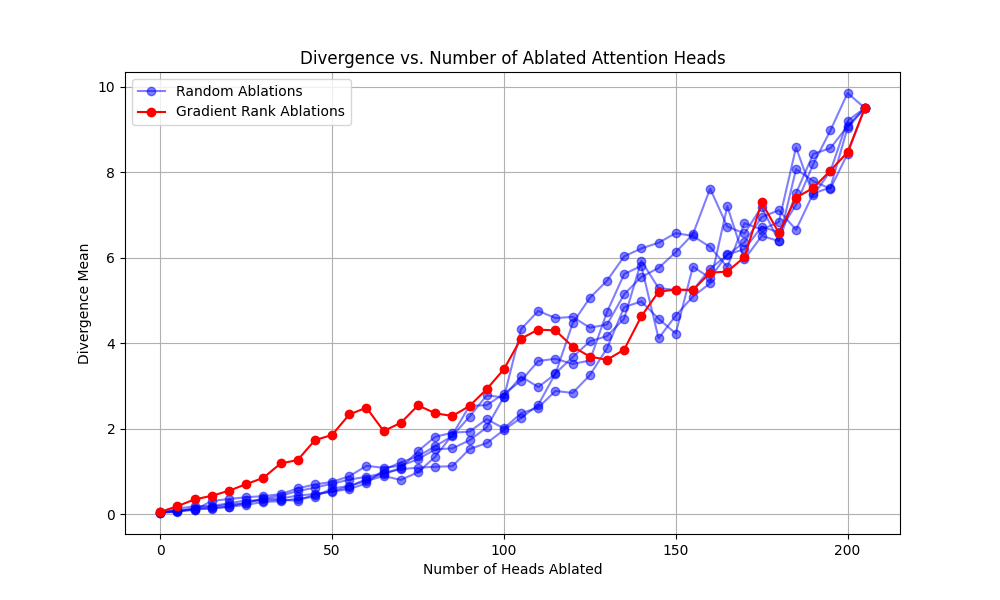 Divergence vs. Number of Ablated Attention Heads
Random Ablations
Gradient Rank Ablations
10
8
6
4
2
0
Divergence Mean
0
50
100
150
200
Number of Heads Ablated